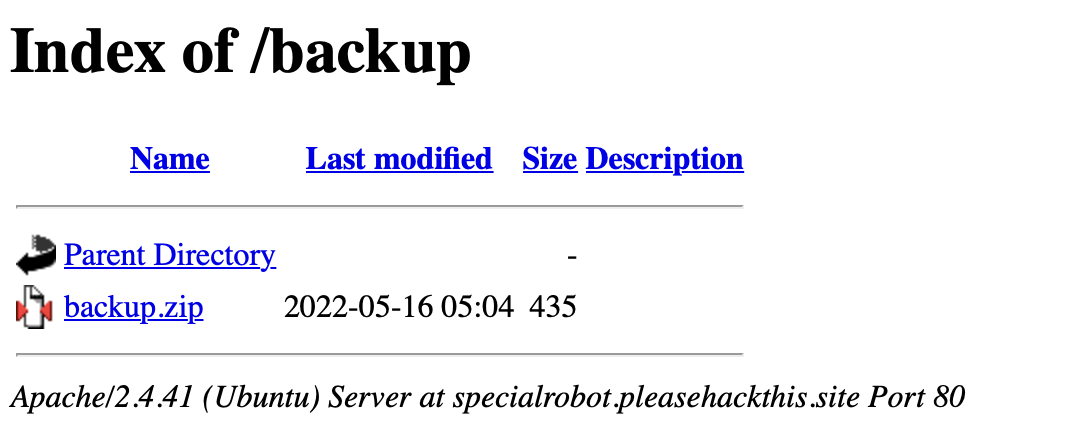 Index of /backup
Name Last modified Size Description
Parent Directory -
backup.zip 2022-05-16 05:04 435
Apache/2.4.41 (Ubuntu) Server at specialrobot.pleasehackthis.site Port 80